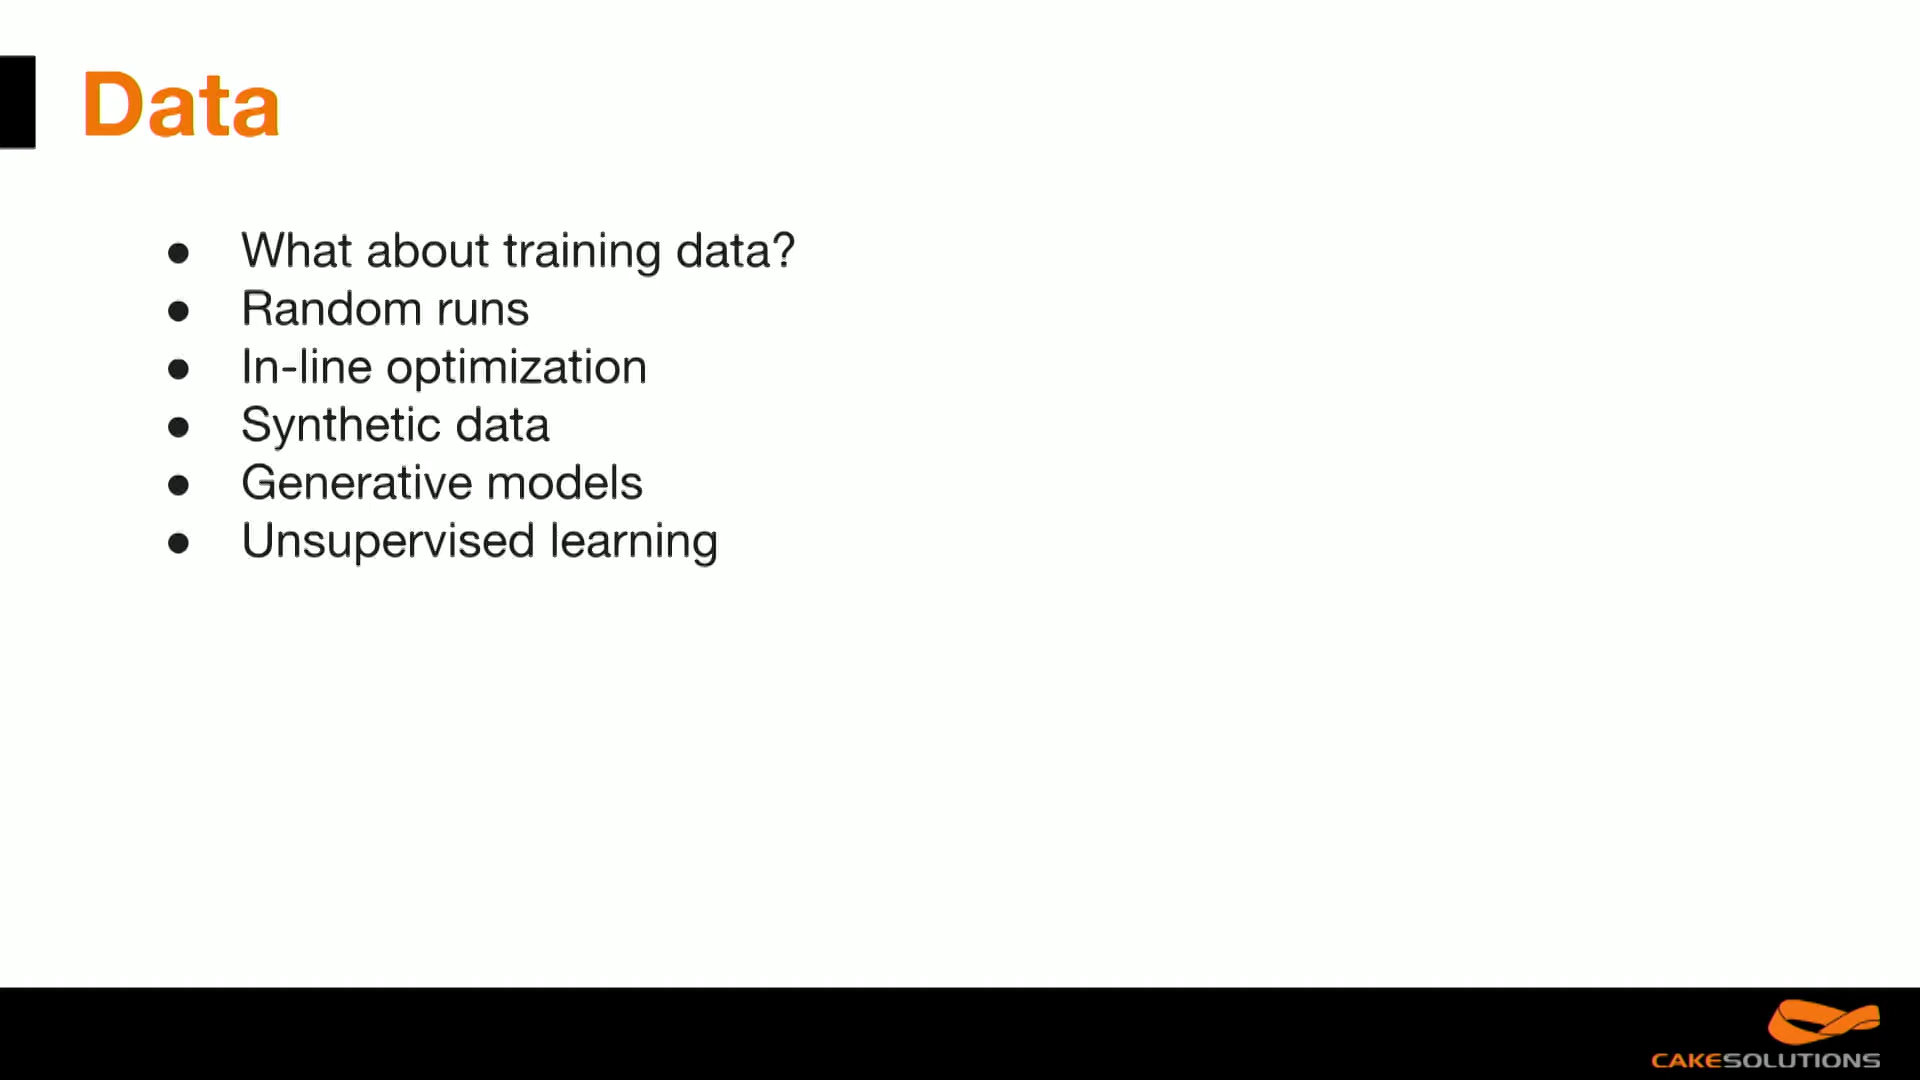 Data
● What about training data?
● Random runs
● In-line optimization
● Synthetic data
● Generative models
● Unsupervised learning
CAKESOLUTIONS